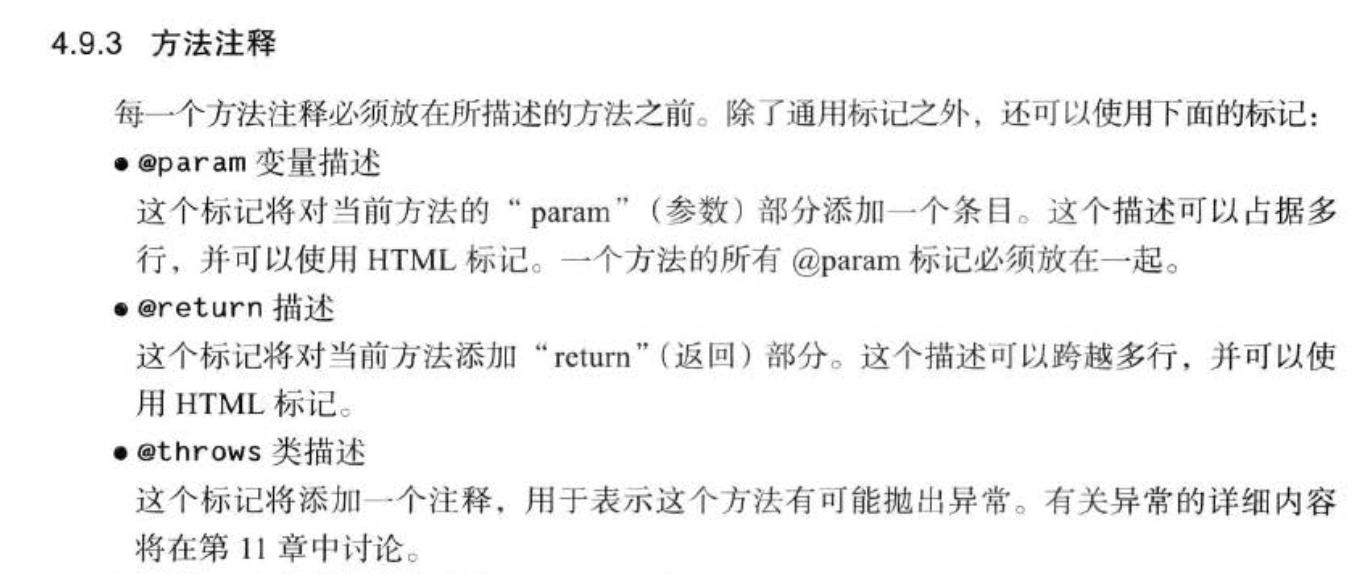 4.9.3 方法注释
每一个方法注释必须放在所描述的方法之前。除了通用标记之外，还可以使用下面的标记：
● @param 变量描述
这个标记将对当前方法的“param”（参数）部分添加一个条目。这个描述可以占据多
行，并可以使用 HTML 标记。一个方法的所有 @param 标记必须放在一起。
● @return 描述
这个标记将对当前方法添加“return”（返回）部分。这个描述可以跨越多行，并可以使
用 HTML 标记。
● @throws 类描述
这个标记将添加一个注释，用于表示这个方法有可能抛出异常。有关异常的详细内容
将在第 11 章中讨论。